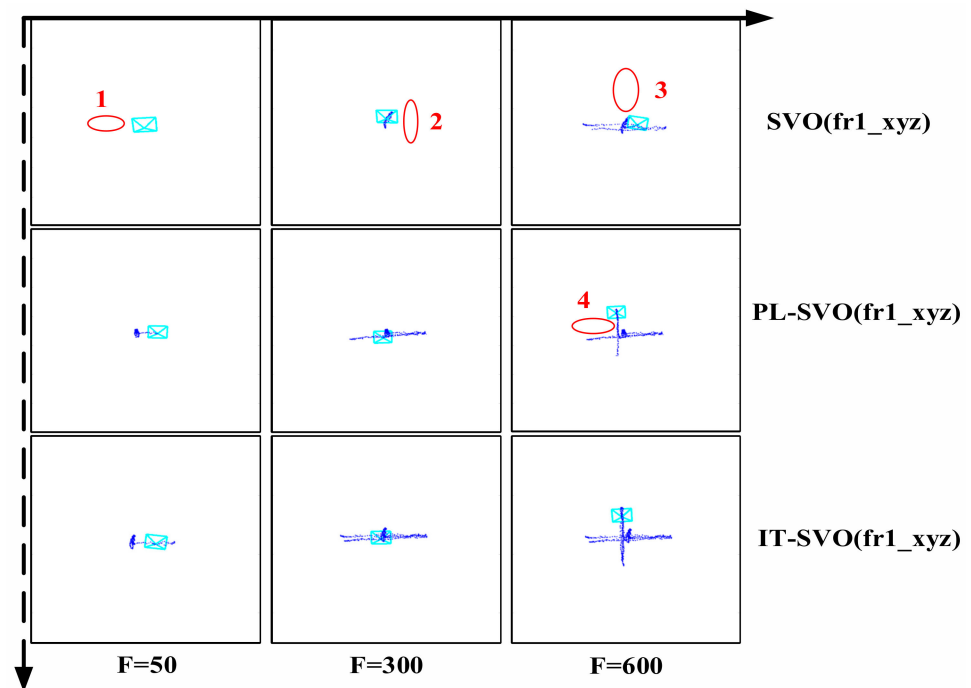 1
2
3
SVO(fr1_xyz)
4
PL-SVO(fr1_xyz)
IT-SVO(fr1_xyz)
F=50
F=300
F=600